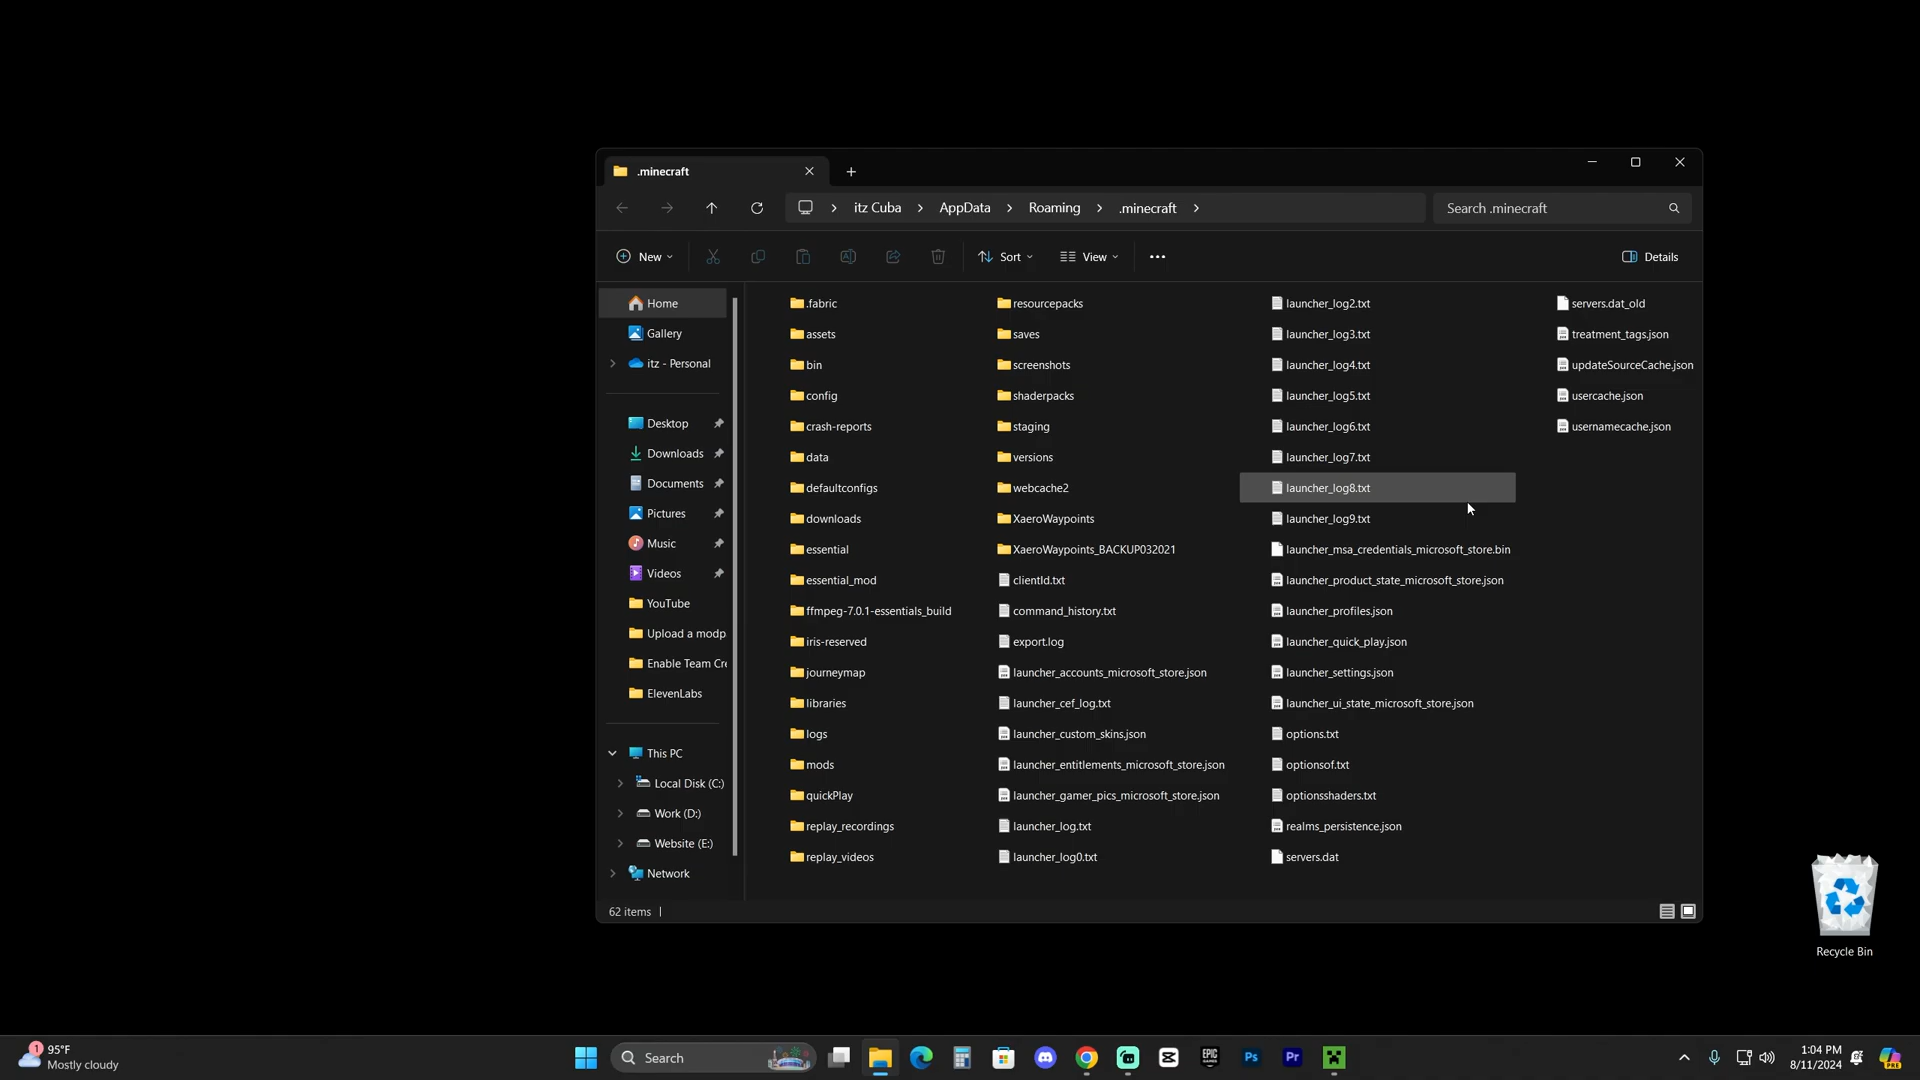 .minecraft
itz Cuba
AppData
Roaming
.minecraft
Search .minecraft
New
Sort
View
Details
Home
Gallery
itz - Personal
Desktop
Downloads
Documents
Pictures
Music
Videos
YouTube
Upload a modp
Enable Team Cre
ElevenLabs
This PC
Local Disk (C:)
Work (D:)
Website (E:)
Network
.fabric
assets
bin
config
crash-reports
data
defaultconfigs
downloads
essential
essential_mod
ffmpeg-7.0.1-essentials_build
iris-reserved
journeymap
libraries
logs
mods
quickPlay
replay_recordings
replay_videos
resourcepacks
saves
screenshots
shaderpacks
staging
versions
webcache2
XaeroWaypoints
XaeroWaypoints_BACKUP032021
clientId.txt
command_history.txt
export.log
launcher_accounts_microsoft_store.json
launcher_cef_log.txt
launcher_custom_skins.json
launcher_entitlements_microsoft_store.json
launcher_gamer_pics_microsoft_store.json
launcher_log.txt
launcher_log0.txt
launcher_log2.txt
launcher_log3.txt
launcher_log4.txt
launcher_log5.txt
launcher_log6.txt
launcher_log7.txt
launcher_log8.txt
launcher_log9.txt
launcher_msa_credentials_microsoft_store.bin
launcher_product_state_microsoft_store.json
launcher_profiles.json
launcher_quick_play.json
launcher_settings.json
launcher_ui_state_microsoft_store.json
options.txt
optionsof.txt
optionsshaders.txt
realms_persistence.json
servers.dat
servers.dat_old
treatment_tags.json
updateSourceCache.json
usercache.json
usernamecache.json
62 items
Recycle Bin
1
95°F
Mostly cloudy
Search
EPIC
GAMES
Ps
Pr
1:04 PM
8/11/2024
PRE